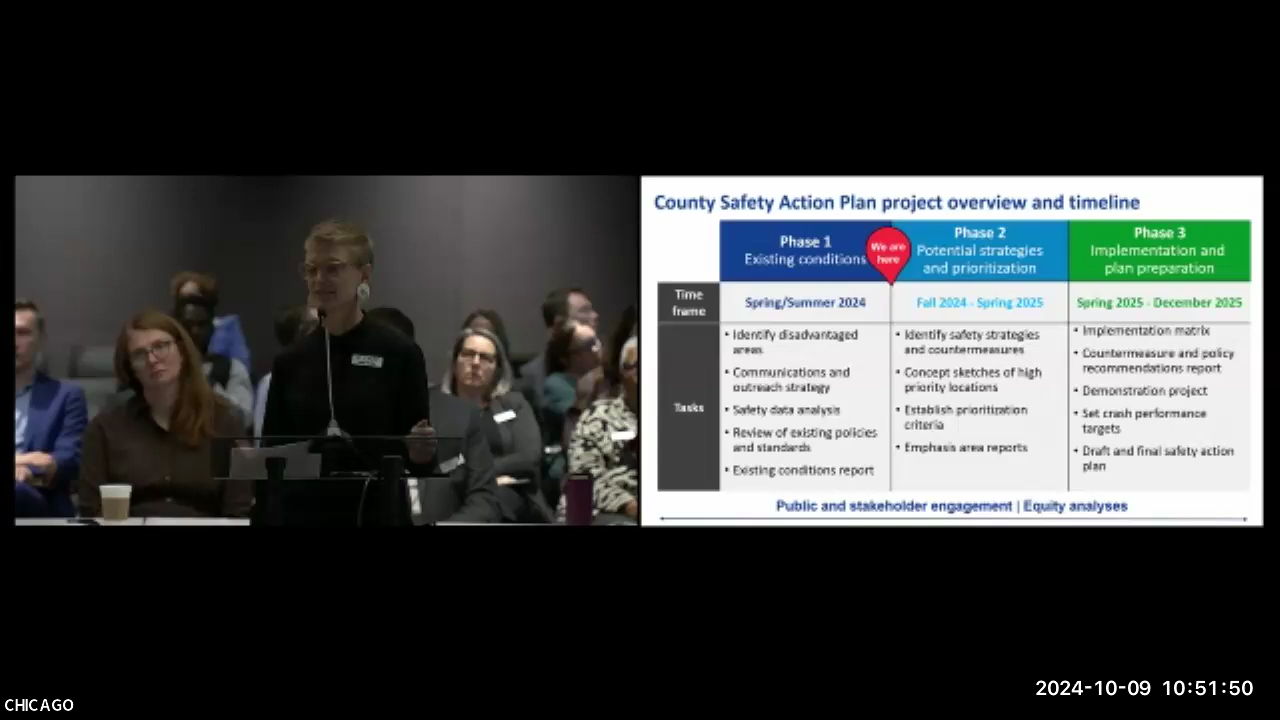 County Safety Action Plan project overview and timeline
Phase 1
Existing conditions
We are
here
Phase 2
Potential strategies
and prioritization
Phase 3
Implementation and
plan preparation
Time
frame
Spring/Summer 2024
Fall 2024 - Spring 2025
Spring 2025 - December 2025
Tasks
• Identify disadvantaged
areas
• Communications and
outreach strategy
• Safety data analysis
• Review of existing policies
and standards
• Existing conditions report
• Identify safety strategies
and countermeasures
• Concept sketches of high
priority locations
• Establish prioritization
criteria
• Emphasis area reports
• Implementation matrix
• Countermeasure and policy
recommendations report
• Demonstration project
• Set crash performance
targets
• Draft and final safety action
plan
Public and stakeholder engagement | Equity analyses
2024-10-09 10:51:50
CHICAGO